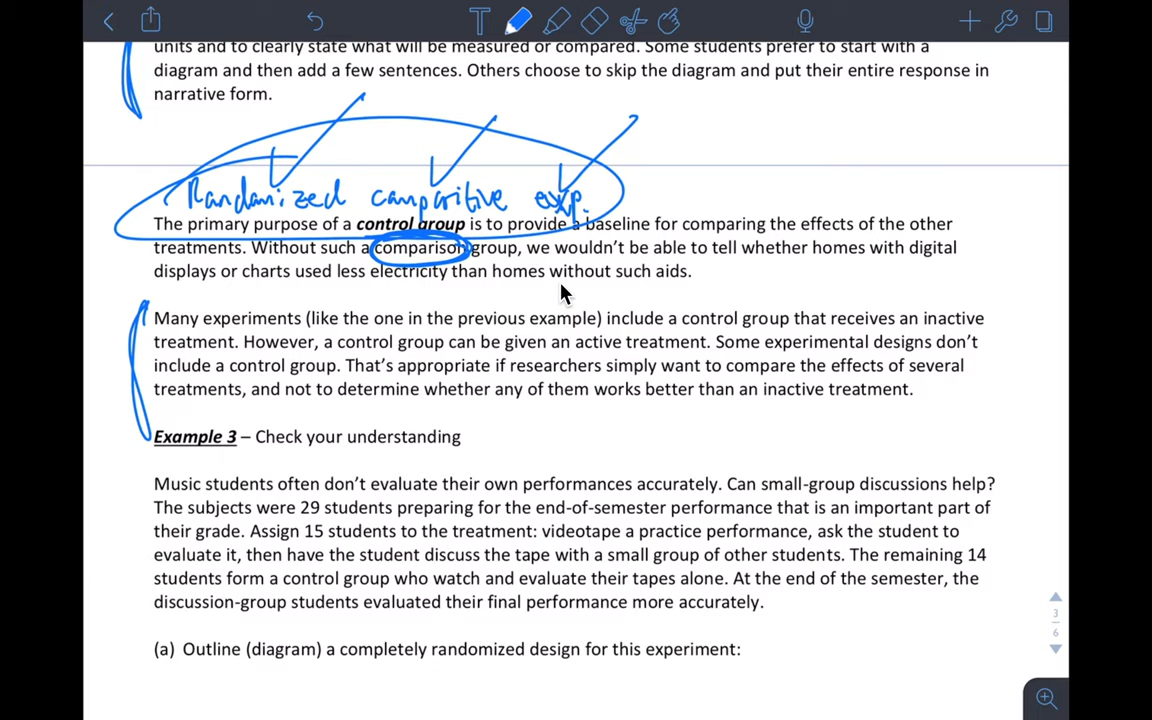 units and to clearly state what will be measured or compared. Some students prefer to start with a
diagram and then add a few sentences. Others choose to skip the diagram and put their entire response in
narrative form.
Randomized comparitive exp.
The primary purpose of a control group is to provide a baseline for comparing the effects of the other
treatments. Without such a comparison group, we wouldn't be able to tell whether homes with digital
displays or charts used less electricity than homes without such aids.
Many experiments (like the one in the previous example) include a control group that receives an inactive
treatment. However, a control group can be given an active treatment. Some experimental designs don't
include a control group. That's appropriate if researchers simply want to compare the effects of several
treatments, and not to determine whether any of them works better than an inactive treatment.
Example 3 – Check your understanding
Music students often don't evaluate their own performances accurately. Can small-group discussions help?
The subjects were 29 students preparing for the end-of-semester performance that is an important part of
their grade. Assign 15 students to the treatment: videotape a practice performance, ask the student to
evaluate it, then have the student discuss the tape with a small group of other students. The remaining 14
students form a control group who watch and evaluate their tapes alone. At the end of the semester, the
discussion-group students evaluated their final performance more accurately.
(a) Outline (diagram) a completely randomized design for this experiment:
3
6